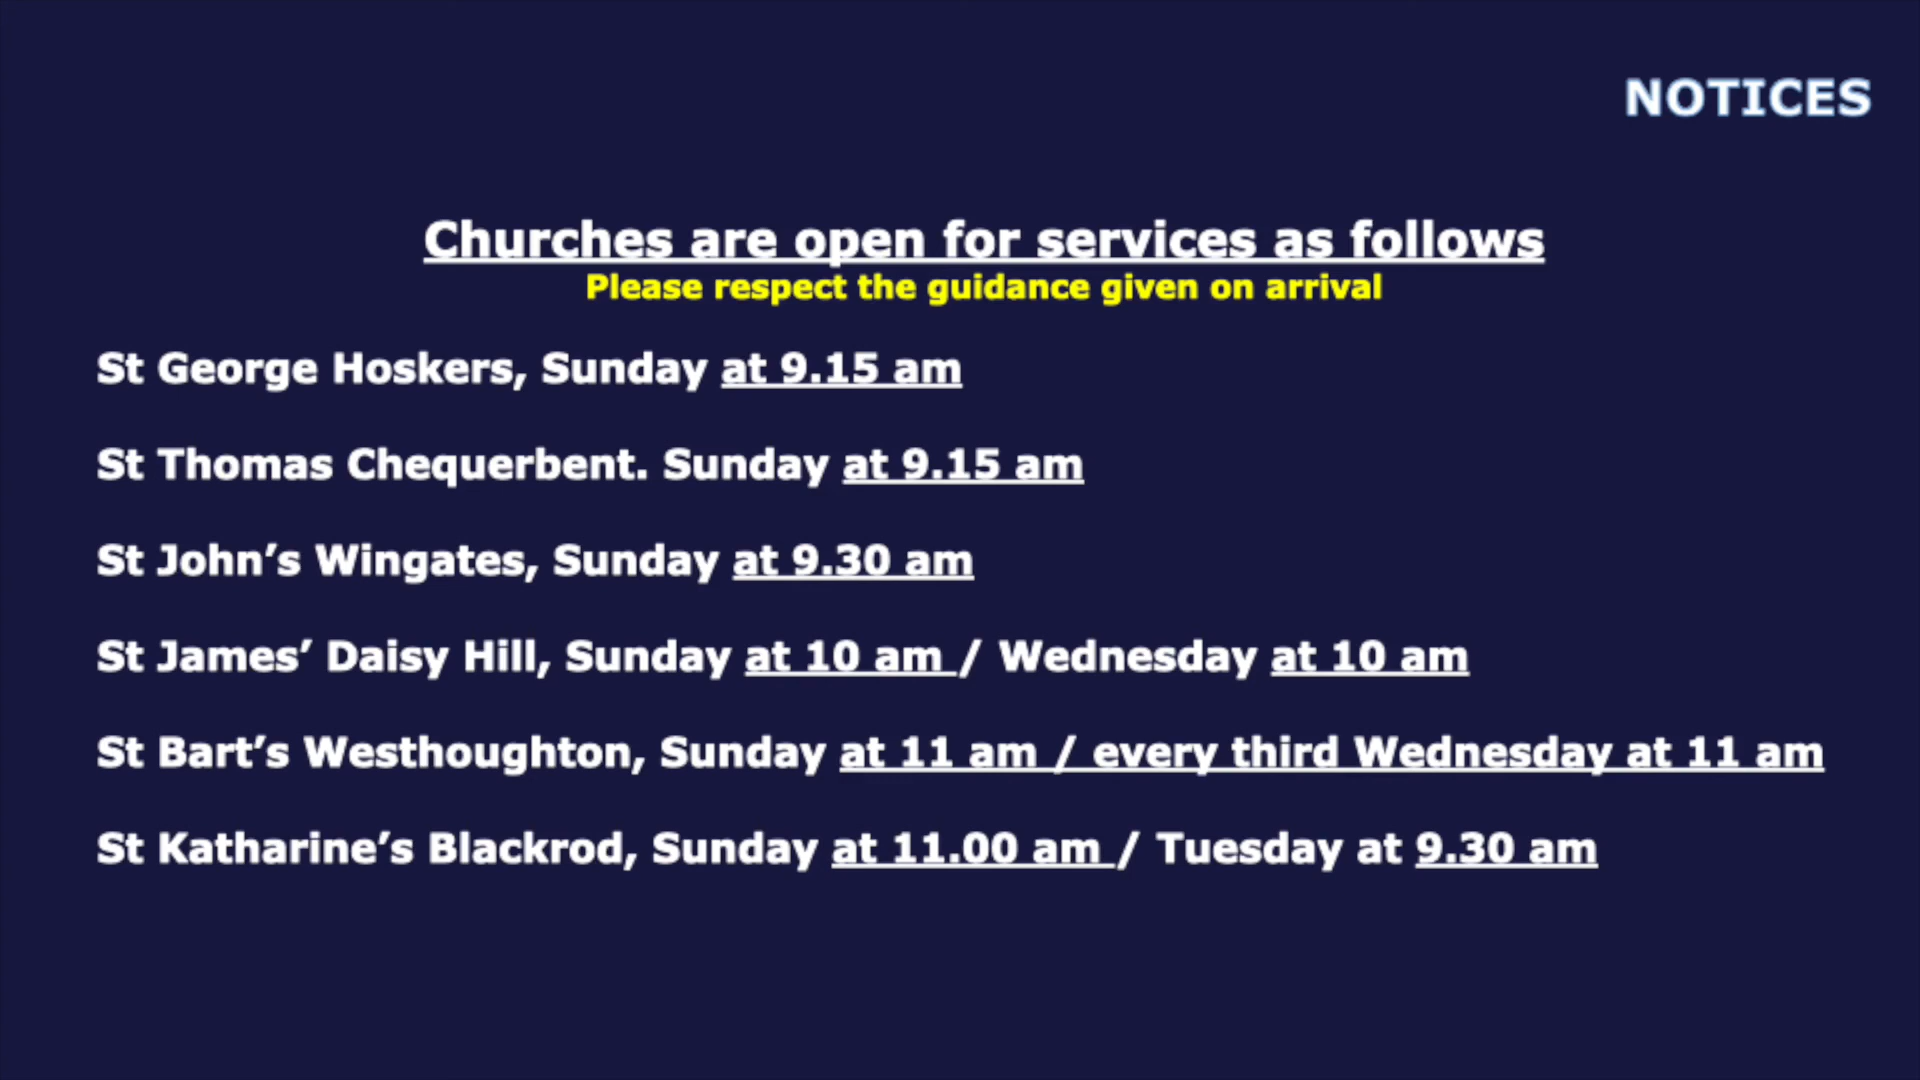 NOTICES
Churches are open for services as follows
Please respect the guidance given on arrival
St George Hoskers, Sunday at 9.15 am
St Thomas Chequerbent. Sunday at 9.15 am
St John’s Wingates, Sunday at 9.30 am
St James’ Daisy Hill, Sunday at 10 am / Wednesday at 10 am
St Bart’s Westhoughton, Sunday at 11 am / every third Wednesday at 11 am
St Katharine’s Blackrod, Sunday at 11.00 am / Tuesday at 9.30 am